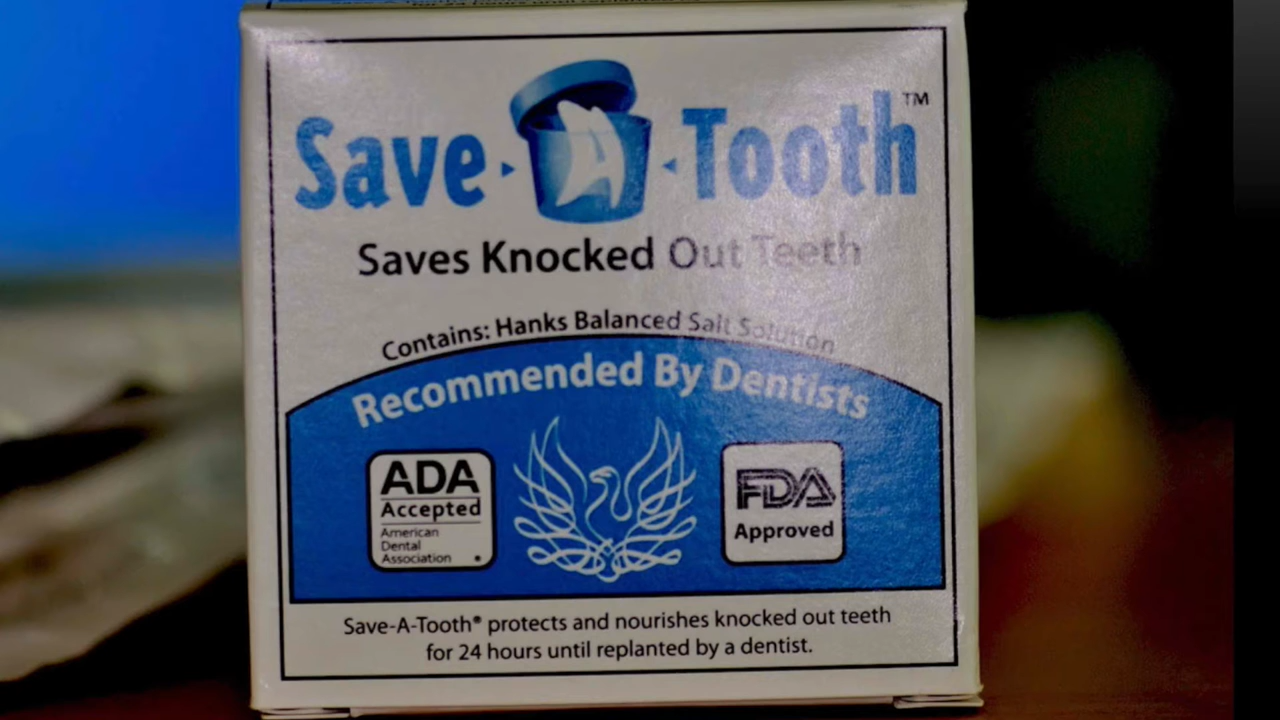 Save A Tooth™
Saves Knocked Out Teeth
Contains: Hanks Balanced Salt Solution
Recommended By Dentists
ADA
Accepted
American
Dental
Association
FDA
Approved
Save-A-Tooth® protects and nourishes knocked out teeth
for 24 hours until replanted by a dentist.